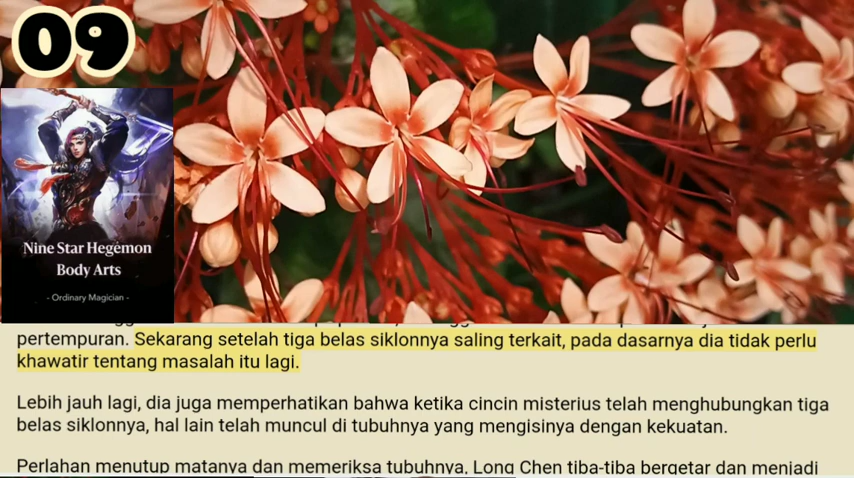 09
Nine Star Hegemon
Body Arts
- Ordinary Magician -
pertempuran. Sekarang setelah tiga belas siklonnya saling terkait, pada dasarnya dia tidak perlu
khawatir tentang masalah itu lagi.
Lebih jauh lagi, dia juga memperhatikan bahwa ketika cincin misterius telah menghubungkan tiga
belas siklonnya, hal lain telah muncul di tubuhnya yang mengisinya dengan kekuatan.
Perlahan menutup matanya dan memeriksa tubuhnya, Long Chen tiba-tiba bergetar dan menjadi